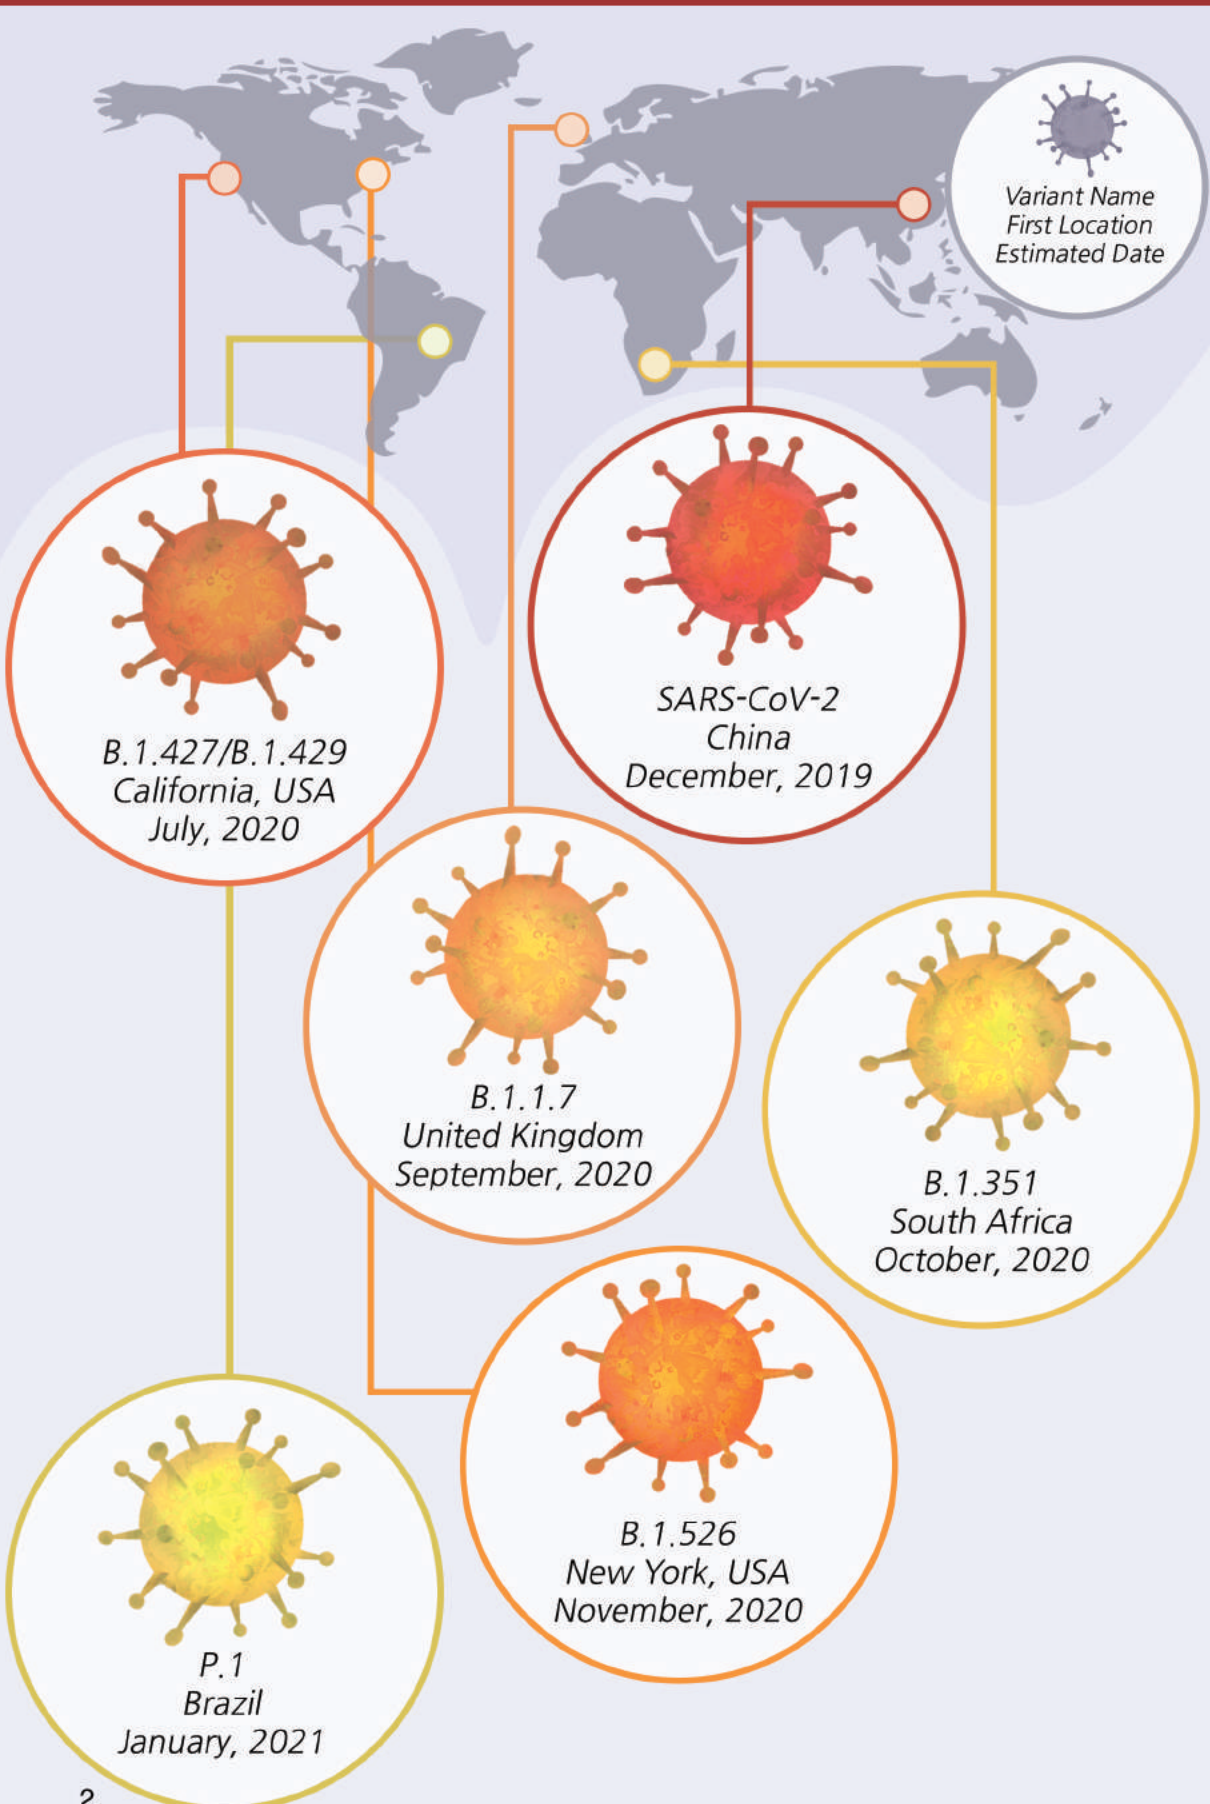 Variant Name
First Location
Estimated Date
SARS-CoV-2
China
December, 2019
B.1.427/B.1.429
California, USA
July, 2020
B.1.1.7
United Kingdom
September, 2020
B.1.351
South Africa
October, 2020
B.1.526
New York, USA
November, 2020
P.1
Brazil
January, 2021
2